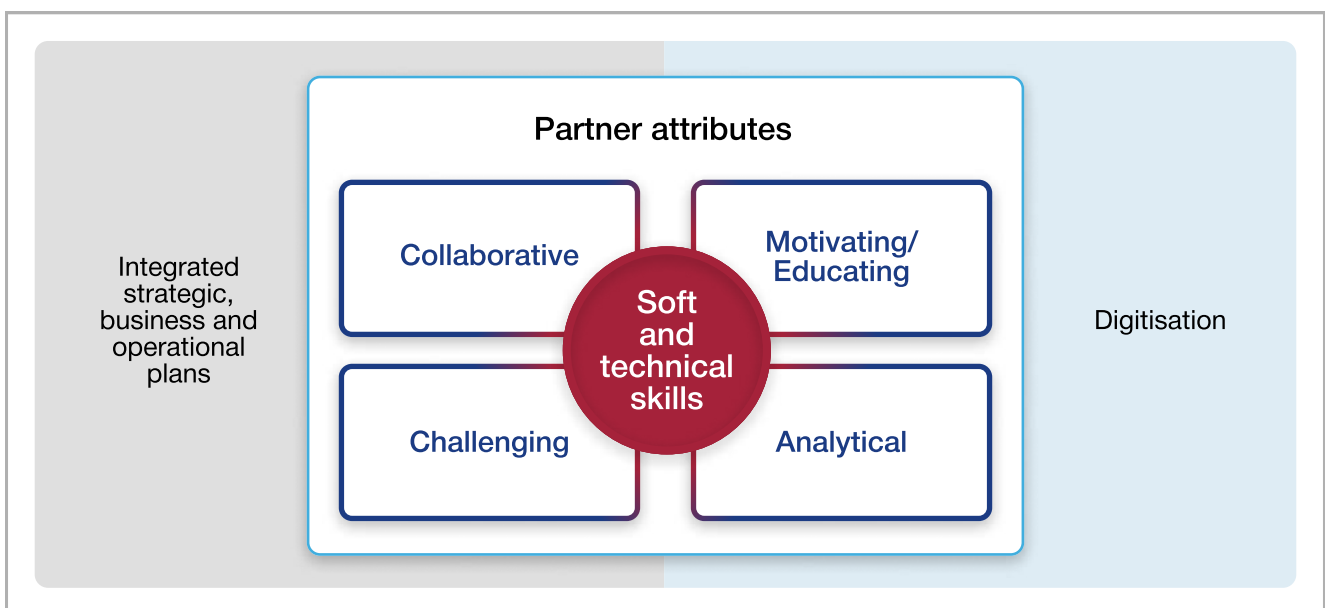 Partner attributes
Integrated
strategic,
business and
operational
plans
Collaborative
Motivating/
Educating
Soft
and
technical
skills
Challenging
Analytical
Digitisation